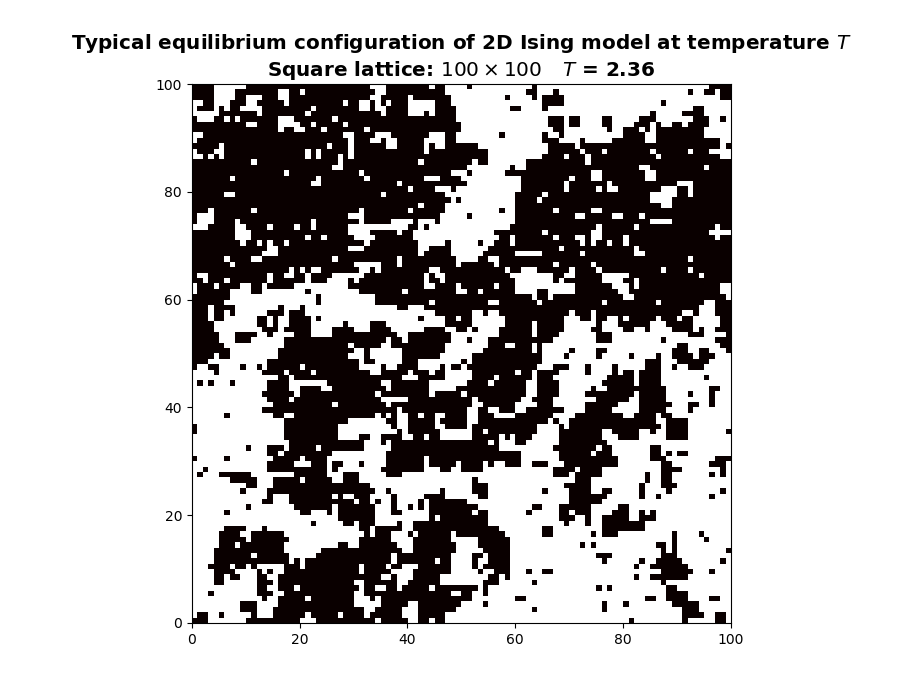 Typical equilibrium configuration of 2D Ising model at temperature T
Square lattice: 100 × 100 T = 2.36
100
80
60
40
20
0
0 20 40 60 80 100